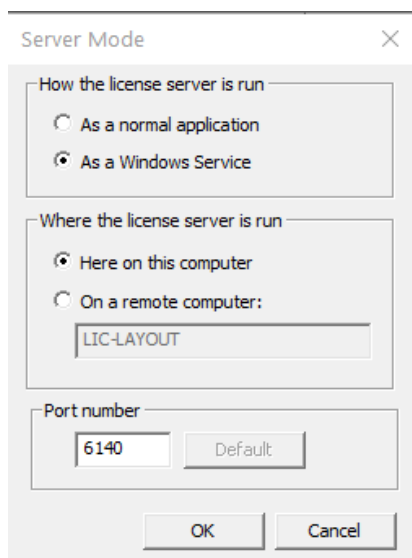 Server Mode
How the license server is run
As a normal application
As a Windows Service
Where the license server is run
Here on this computer
On a remote computer:
LIC-LAYOUT
Port number
6140 Default
OK Cancel